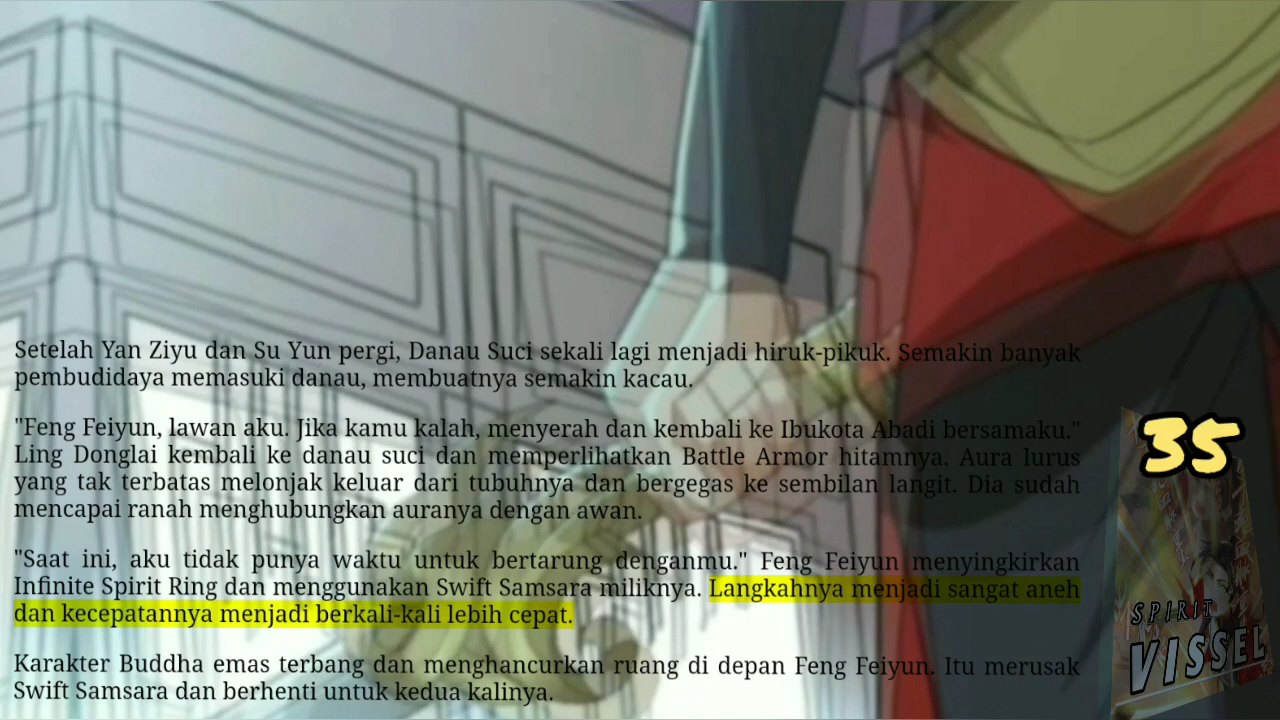 Setelah Yan Ziyu dan Su Yun pergi, Danau Suci sekali lagi menjadi hiruk-pikuk. Semakin banyak
pembudidaya memasuki danau, membuatnya semakin kacau.
"Feng Feiyun, lawan aku. Jika kamu kalah, menyerah dan kembali ke Ibukota Abadi bersamaku."
Ling Donglai kembali ke danau suci dan memperlihatkan Battle Armor hitamnya. Aura lurus
yang tak terbatas melonjak keluar dari tubuhnya dan bergegas ke sembilan langit. Dia sudah
mencapai ranah menghubungkan auranya dengan awan.
"Saat ini, aku tidak punya waktu untuk bertarung denganmu." Feng Feiyun menyingkirkan
Infinite Spirit Ring dan menggunakan Swift Samsara miliknya. Langkahnya menjadi sangat aneh
dan kecepatannya menjadi berkali-kali lebih cepat.
Karakter Buddha emas terbang dan menghancurkan ruang di depan Feng Feiyun. Itu merusak
Swift Samsara dan berhenti untuk kedua kalinya.
35
SPIRIT
VISSEL